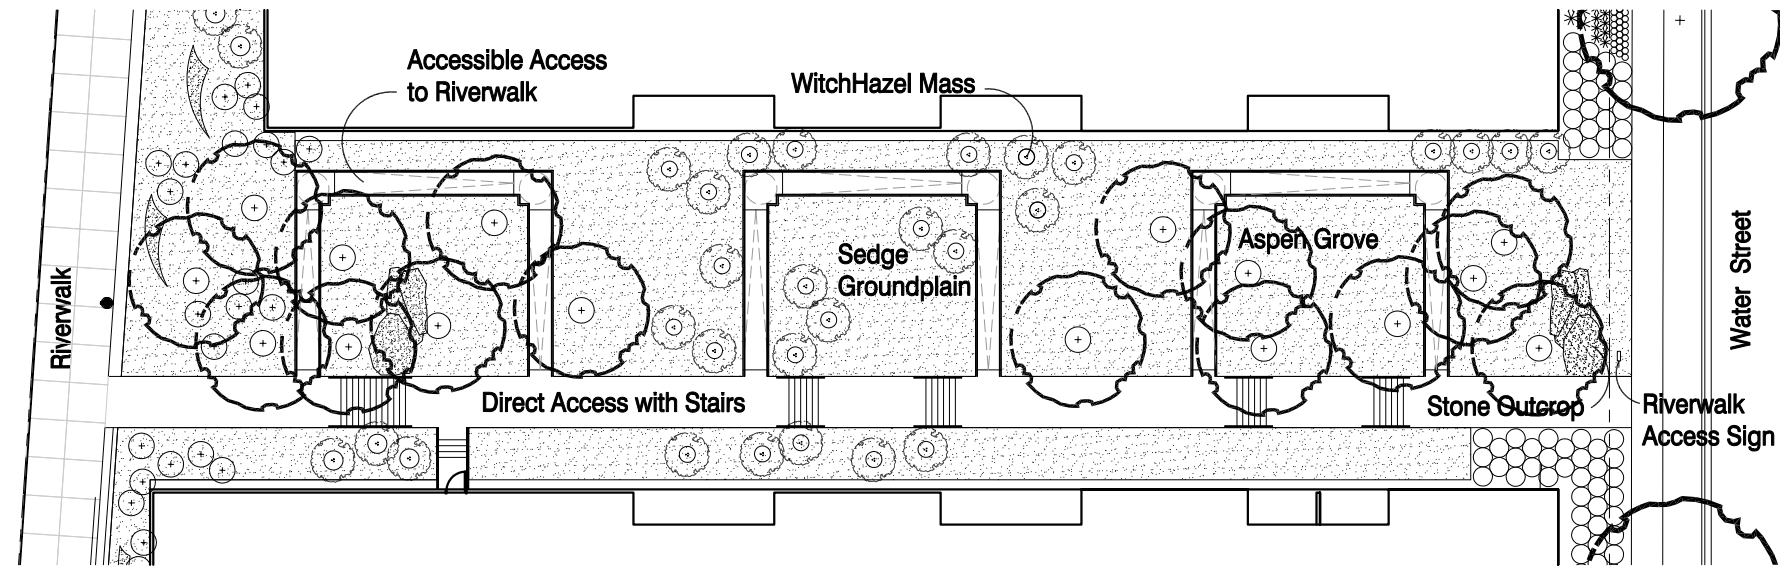 Accessible Access
to Riverwalk
WitchHazel Mass
Riverwalk
Sedge
Groundplain
Aspen Grove
Water Street
Direct Access with Stairs
Stone Outcrop
Riverwalk
Access Sign